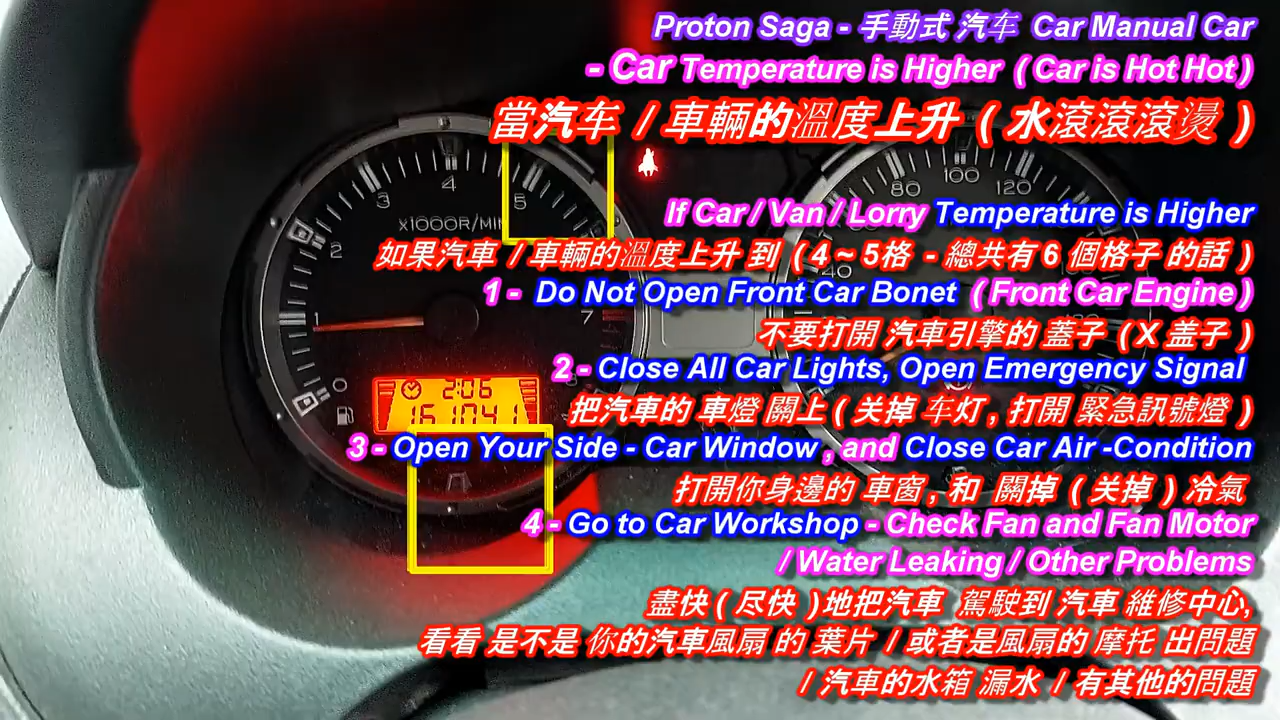 Proton Saga - 手動式 汽车 Car Manual Car
- Car Temperature is Higher ( Car is Hot Hot )
當汽车 / 車輛的溫度上升 ( 水滾滾滾燙 )
If Car / Van / Lorry Temperature is Higher
如果汽車 / 車輛的溫度上升 到 ( 4 ~ 5格 - 總共有 6 個格子 的話 )
1 - Do Not Open Front Car Bonet ( Front Car Engine )
不要打開 汽車引擎的 蓋子 ( X 盖子 )
2 - Close All Car Lights, Open Emergency Signal
把汽車的 車燈 關上 ( 关掉 车灯 , 打開 緊急訊號燈 )
3 - Open Your Side - Car Window , and Close Car Air -Condition
打開你身邊的 車窗 , 和 關掉 ( 关掉 ) 冷氣
4 - Go to Car Workshop - Check Fan and Fan Motor
/ Water Leaking / Other Problems
盡快 ( 尽快 )地把汽車 駕駛到 汽車 維修中心,
看看 是不是 你的汽車風扇 的 葉片 / 或者是風扇的 摩托 出問題
/ 汽車的水箱 漏水 / 有其他的問題
0
1
2
3
4
5
7
X1000R/MIN
2:06
161041
40
80
100
120